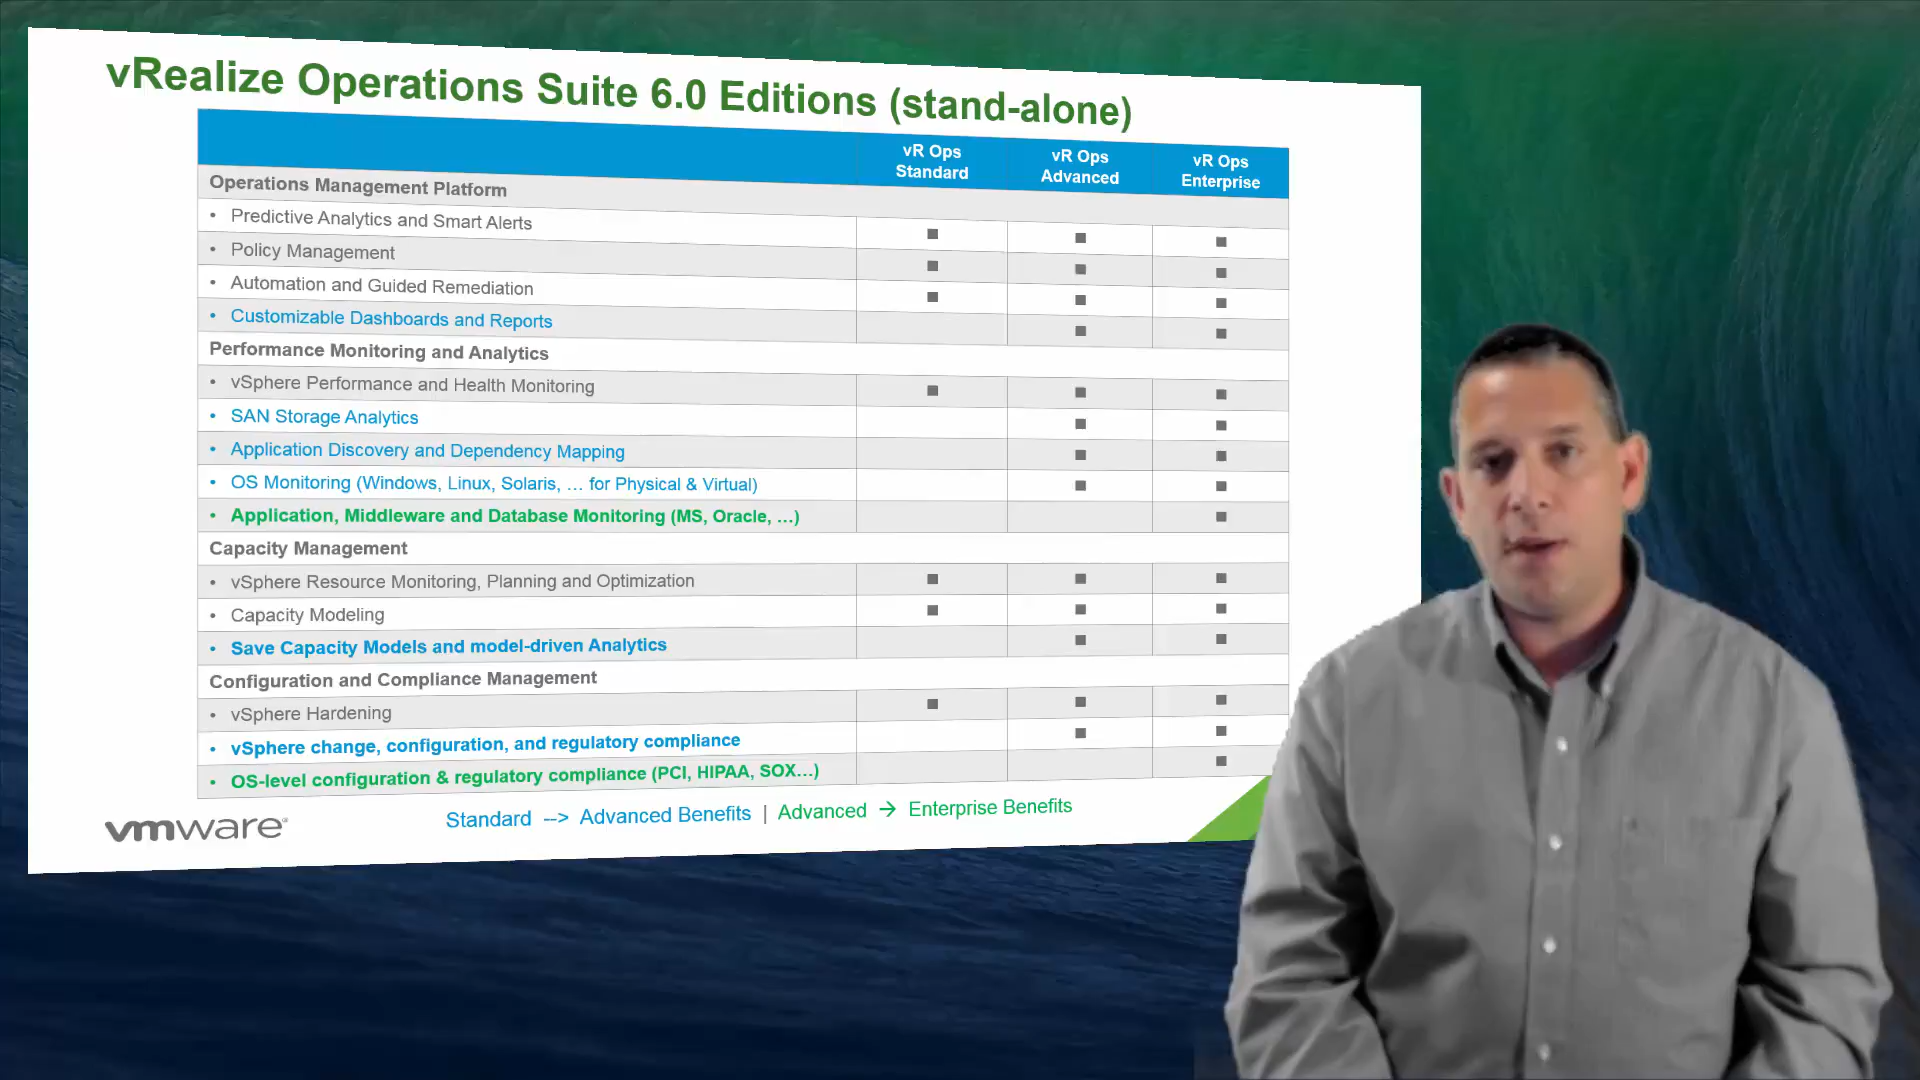 vRealize Operations Suite 6.0 Editions (stand-alone)
vR Ops Standard
vR Ops Advanced
vR Ops Enterprise
Operations Management Platform
• Predictive Analytics and Smart Alerts ■ ■ ■
• Policy Management ■ ■ ■
• Automation and Guided Remediation ■ ■ ■
• Customizable Dashboards and Reports ■ ■
Performance Monitoring and Analytics
• vSphere Performance and Health Monitoring ■ ■ ■
• SAN Storage Analytics ■ ■
• Application Discovery and Dependency Mapping ■ ■
• OS Monitoring (Windows, Linux, Solaris, … for Physical & Virtual) ■ ■
• Application, Middleware and Database Monitoring (MS, Oracle, …) ■
Capacity Management
• vSphere Resource Monitoring, Planning and Optimization ■ ■ ■
• Capacity Modeling ■ ■ ■
• Save Capacity Models and model-driven Analytics ■ ■
Configuration and Compliance Management
• vSphere Hardening ■ ■ ■
• vSphere change, configuration, and regulatory compliance ■ ■
• OS-level configuration & regulatory compliance (PCI, HIPAA, SOX…) ■
vmware®
Standard --> Advanced Benefits | Advanced → Enterprise Benefits